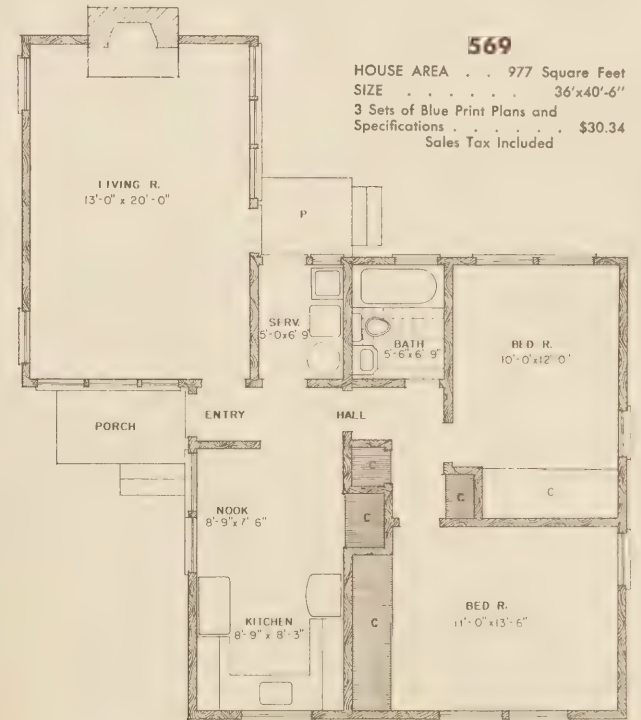 569
HOUSE AREA . . 977 Square Feet
SIZE . . . . . . 36'x40'-6"
3 Sets of Blue Print Plans and
Specifications . . . . . . $30.34
Sales Tax Included
LIVING R.
13'-0" x 20'-0"
P
SERV.
5'-0x6' 9
BATH
5'-6"x6' 9"
BED R.
10'-0"x12' 0'
PORCH
ENTRY
HALL
C
C
C
C
NOOK
8'-9"x7' 6"
C
KITCHEN
8'-9" x 8'-3"
BED R.
11'-0"x13'-6"